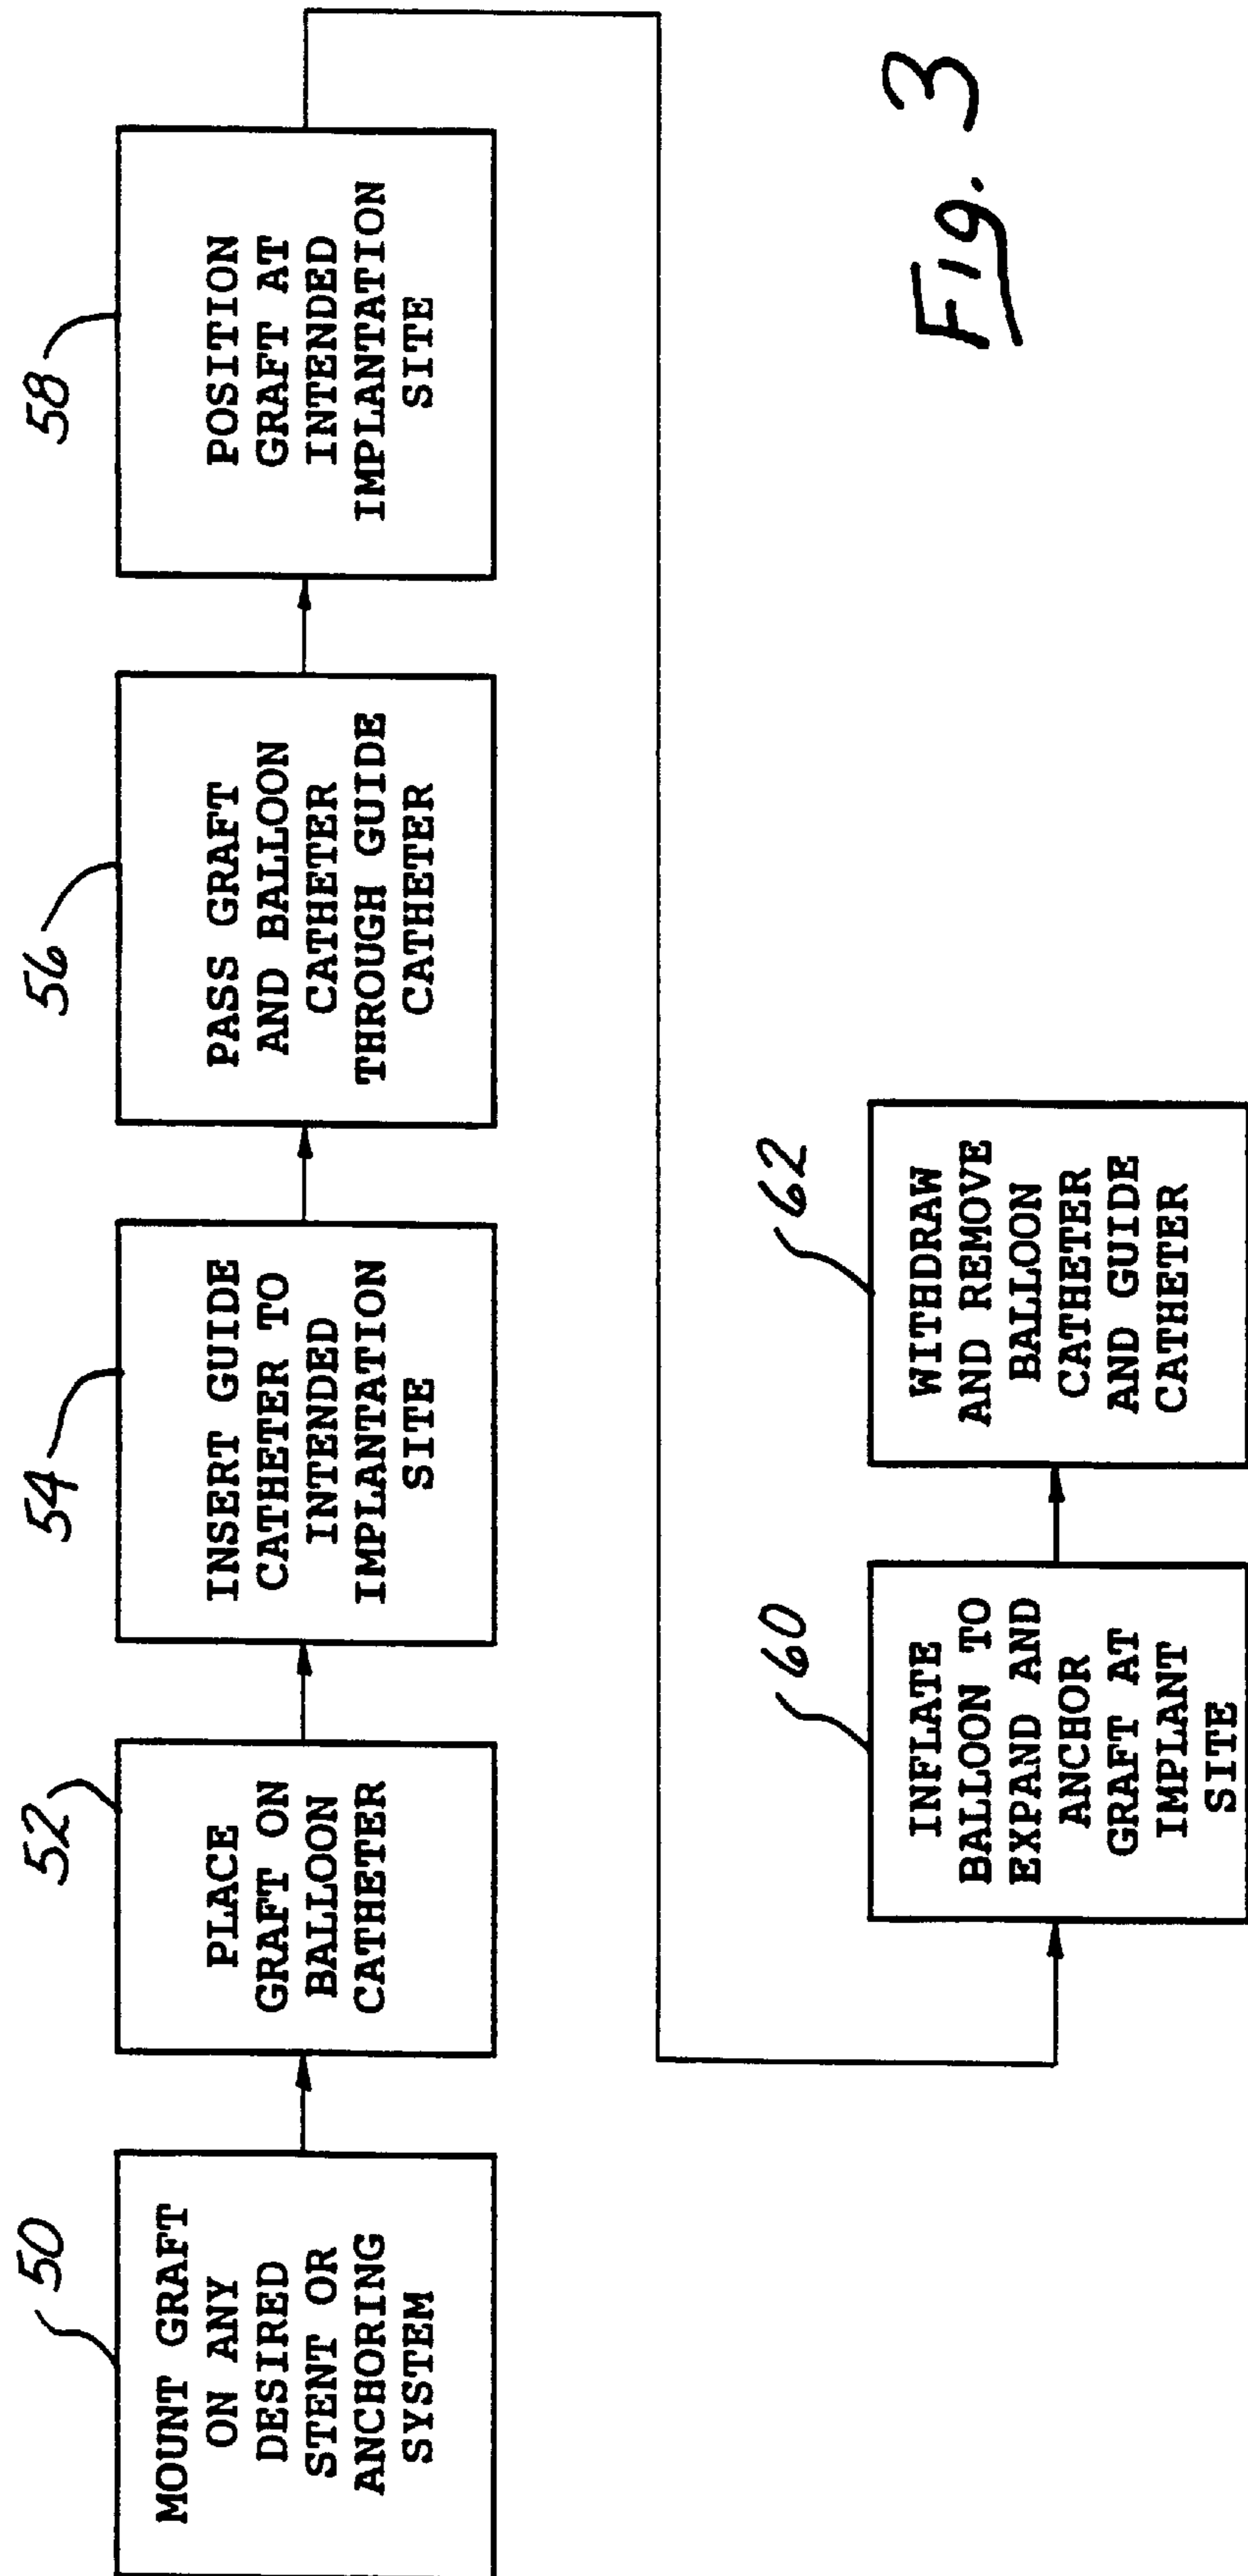 50
MOUNT GRAFT
ON ANY
DESIRED
STENT OR
ANCHORING
SYSTEM
52
PLACE
GRAFT ON
BALLOON
CATHETER
54
INSERT GUIDE
CATHETER TO
INTENDED
IMPLANTATION
SITE
56
PASS GRAFT
AND BALLOON
CATHETER
THROUGH GUIDE
CATHETER
58
POSITION
GRAFT AT
INTENDED
IMPLANTATION
SITE
60
INFLATE
BALLOON TO
EXPAND AND
ANCHOR
GRAFT AT
IMPLANT
SITE
62
WITHDRAW
AND REMOVE
BALLOON
CATHETER
AND GUIDE
CATHETER
Fig. 3